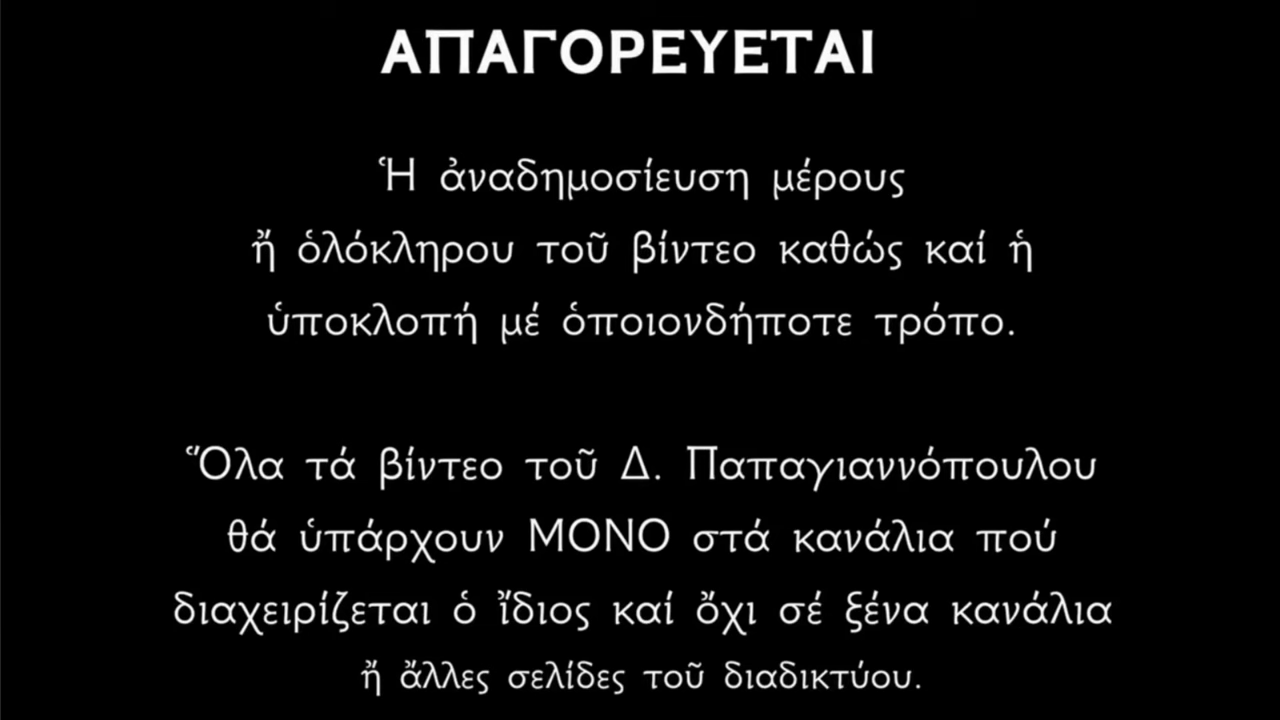 ΑΠΑΓΟΡΕΥΕΤΑΙ
Ἡ ἀναδημοσίευση μέρους
ἤ ὁλόκληρου τοῦ βίντεο καθώς καί ἡ
ὑποκλοπή μέ ὁποιονδήποτε τρόπο.
Ὅλα τά βίντεο τοῦ Δ. Παπαγιαννόπουλου
θά ὑπάρχουν ΜΟΝΟ στά κανάλια πού
διαχειρίζεται ὁ ἴδιος καί ὄχι σέ ξένα κανάλια
ἤ ἄλλες σελίδες τοῦ διαδικτύου.